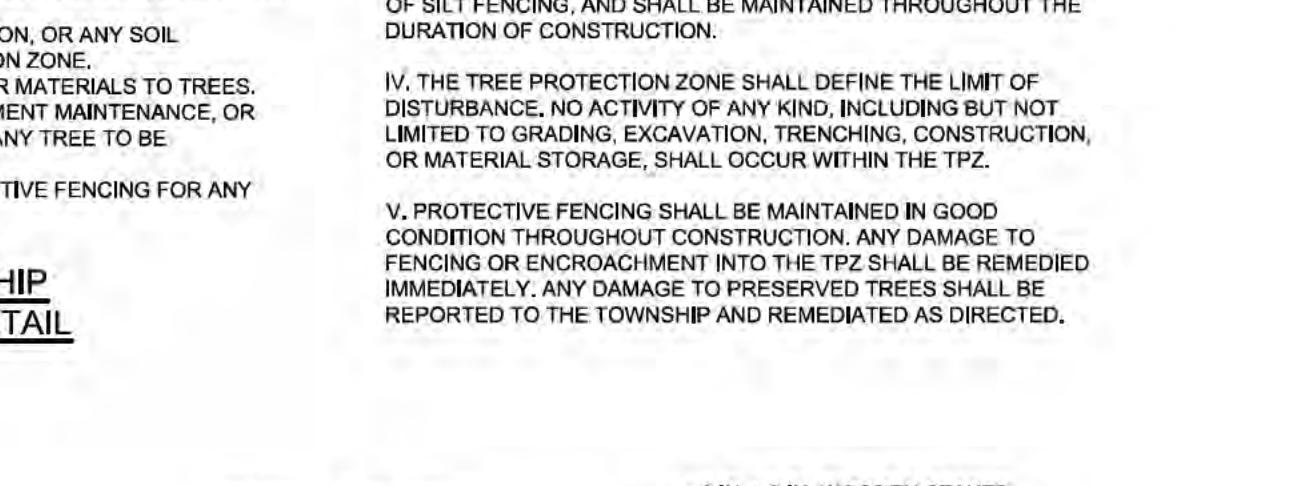 ON, OR ANY SOIL
ON ZONE.
R MATERIALS TO TREES.
MENT MAINTENANCE, OR
ANY TREE TO BE
TIVE FENCING FOR ANY
HIP
TAIL
OF SILT FENCING, AND SHALL BE MAINTAINED THROUGHOUT THE
DURATION OF CONSTRUCTION.
IV. THE TREE PROTECTION ZONE SHALL DEFINE THE LIMIT OF
DISTURBANCE. NO ACTIVITY OF ANY KIND, INCLUDING BUT NOT
LIMITED TO GRADING, EXCAVATION, TRENCHING, CONSTRUCTION,
OR MATERIAL STORAGE, SHALL OCCUR WITHIN THE TPZ.
V. PROTECTIVE FENCING SHALL BE MAINTAINED IN GOOD
CONDITION THROUGHOUT CONSTRUCTION. ANY DAMAGE TO
FENCING OR ENCROACHMENT INTO THE TPZ SHALL BE REMEDIED
IMMEDIATELY. ANY DAMAGE TO PRESERVED TREES SHALL BE
REPORTED TO THE TOWNSHIP AND REMEDIATED AS DIRECTED.